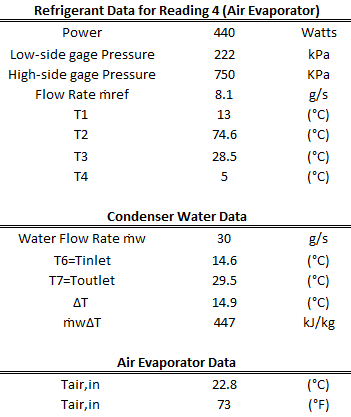 Refrigerant Data for Reading 4 (Air Evaporator)
Power 440 Watts
Low-side gage Pressure 222 kPa
High-side gage Pressure 750 KPa
Flow Rate ṁref 8.1 g/s
T1 13 (°C)
T2 74.6 (°C)
T3 28.5 (°C)
T4 5 (°C)
Condenser Water Data
Water Flow Rate ṁw 30 g/s
T6=Tinlet 14.6 (°C)
T7=Toutlet 29.5 (°C)
ΔT 14.9 (°C)
ṁwΔT 447 kJ/kg
Air Evaporator Data
Tair,in 22.8 (°C)
Tair,in 73 (°F)